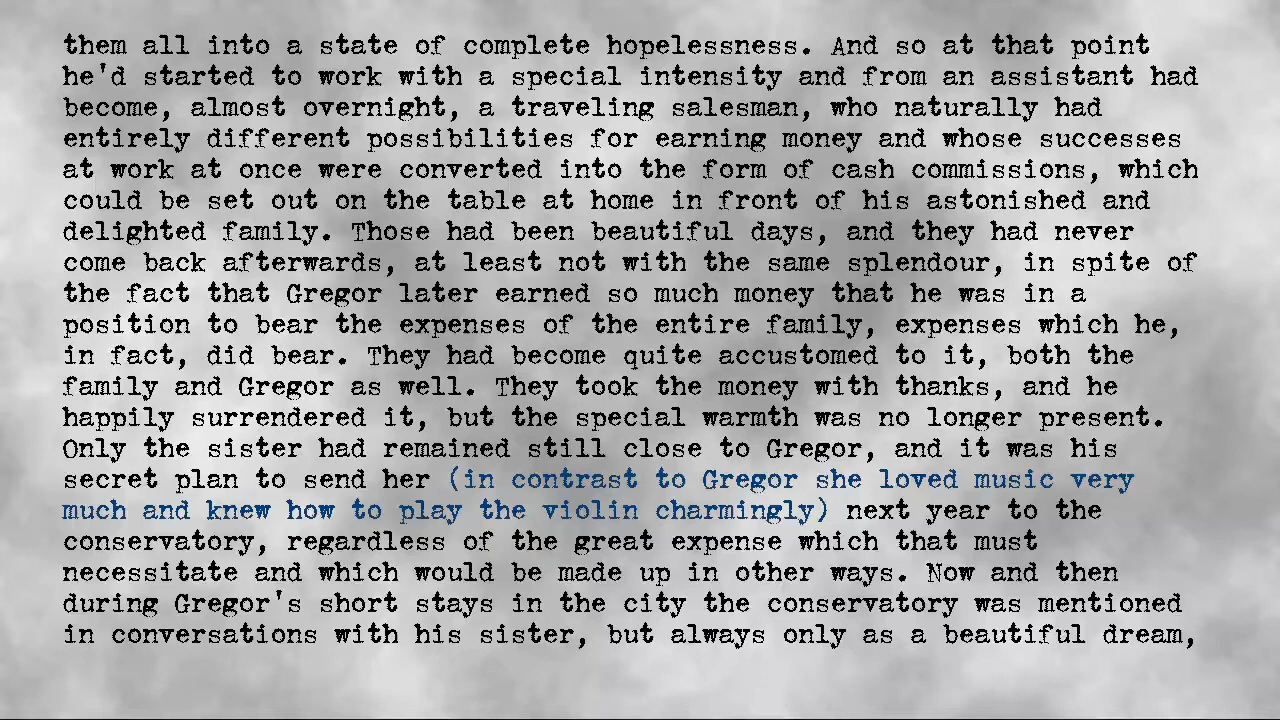 them all into a state of complete hopelessness. And so at that point
he'd started to work with a special intensity and from an assistant had
become, almost overnight, a traveling salesman, who naturally had
entirely different possibilities for earning money and whose successes
at work at once were converted into the form of cash commissions, which
could be set out on the table at home in front of his astonished and
delighted family. Those had been beautiful days, and they had never
come back afterwards, at least not with the same splendour, in spite of
the fact that Gregor later earned so much money that he was in a
position to bear the expenses of the entire family, expenses which he,
in fact, did bear. They had become quite accustomed to it, both the
family and Gregor as well. They took the money with thanks, and he
happily surrendered it, but the special warmth was no longer present.
Only the sister had remained still close to Gregor, and it was his
secret plan to send her (in contrast to Gregor she loved music very
much and knew how to play the violin charmingly) next year to the
conservatory, regardless of the great expense which that must
necessitate and which would be made up in other ways. Now and then
during Gregor's short stays in the city the conservatory was mentioned
in conversations with his sister, but always only as a beautiful dream,